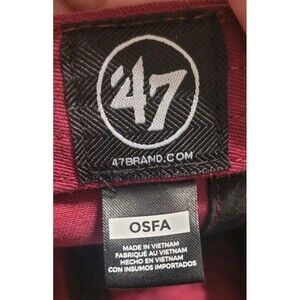 '47
47BRAND.COM
OSFA
MADE IN VIETNAM
FABRIQUÉ AU VIETNAM
HECHO EN VIETNAM
CON INSUMOS IMPORTADOS